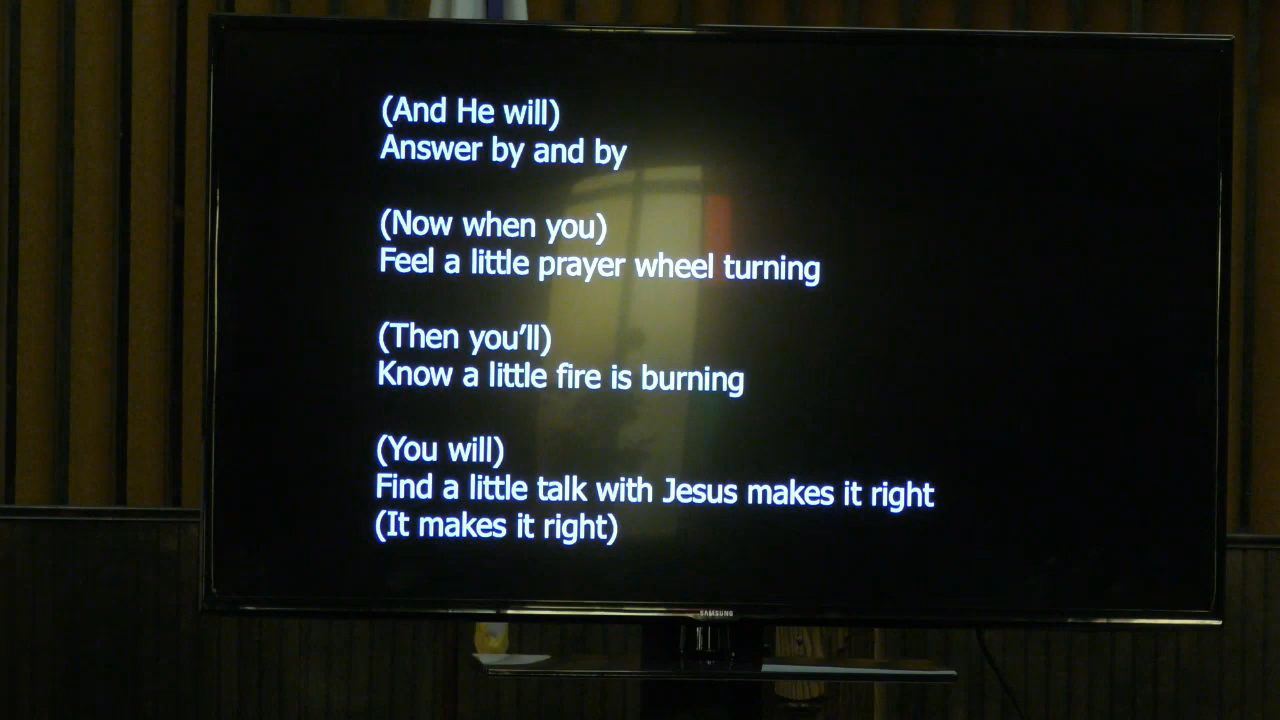 (And He will)
Answer by and by
(Now when you)
Feel a little prayer wheel turning
(Then you’ll)
Know a little fire is burning
(You will)
Find a little talk with Jesus makes it right
(It makes it right)
SAMSUNG